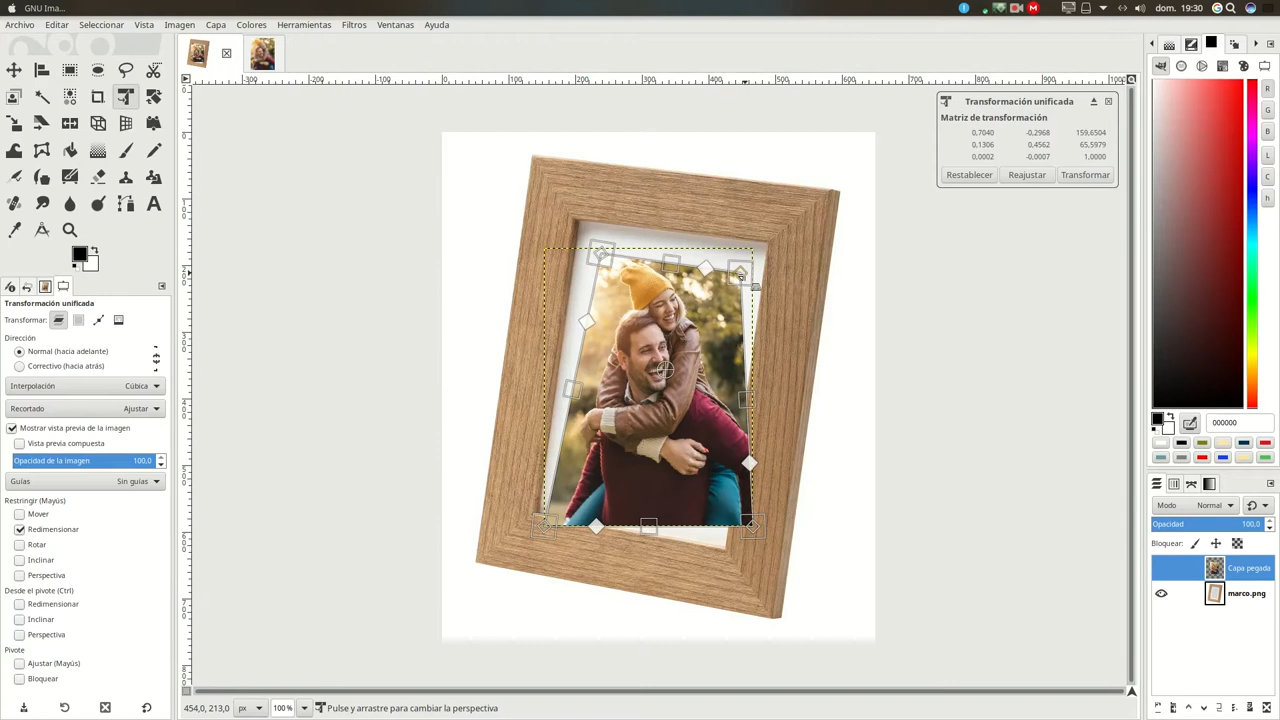 GNU Ima...
dom. 19:30
Archivo Editar Seleccionar Vista Imagen Capa Colores Herramientas Filtros Ventanas Ayuda
Transformación unificada
Matriz de transformación
0,7040 -0,2968 159,6504
0,1306 0,4562 65,5979
0,0002 -0,0007 1,0000
Restablecer Reajustar Transformar
Transformación unificada
Transformar:
Dirección
Normal (hacia adelante)
Correctivo (hacia atrás)
Interpolación Cúbica
Recortado Ajustar
Mostrar vista previa de la imagen
Vista previa compuesta
Opacidad de la imagen 100,0
Guías Sin guías
Restringir (Mayús)
Mover
Redimensionar
Rotar
Inclinar
Perspectiva
Desde el pivote (Ctrl)
Redimensionar
Inclinar
Perspectiva
Pivote
Ajustar (Mayús)
Bloquear
R
G
B
L
C
h
000000
Modo Normal
Opacidad 100,0
Bloquear:
Capa pegada
marco.png
454,0, 213,0 px 100 % Pulse y arrastre para cambiar la perspectiva